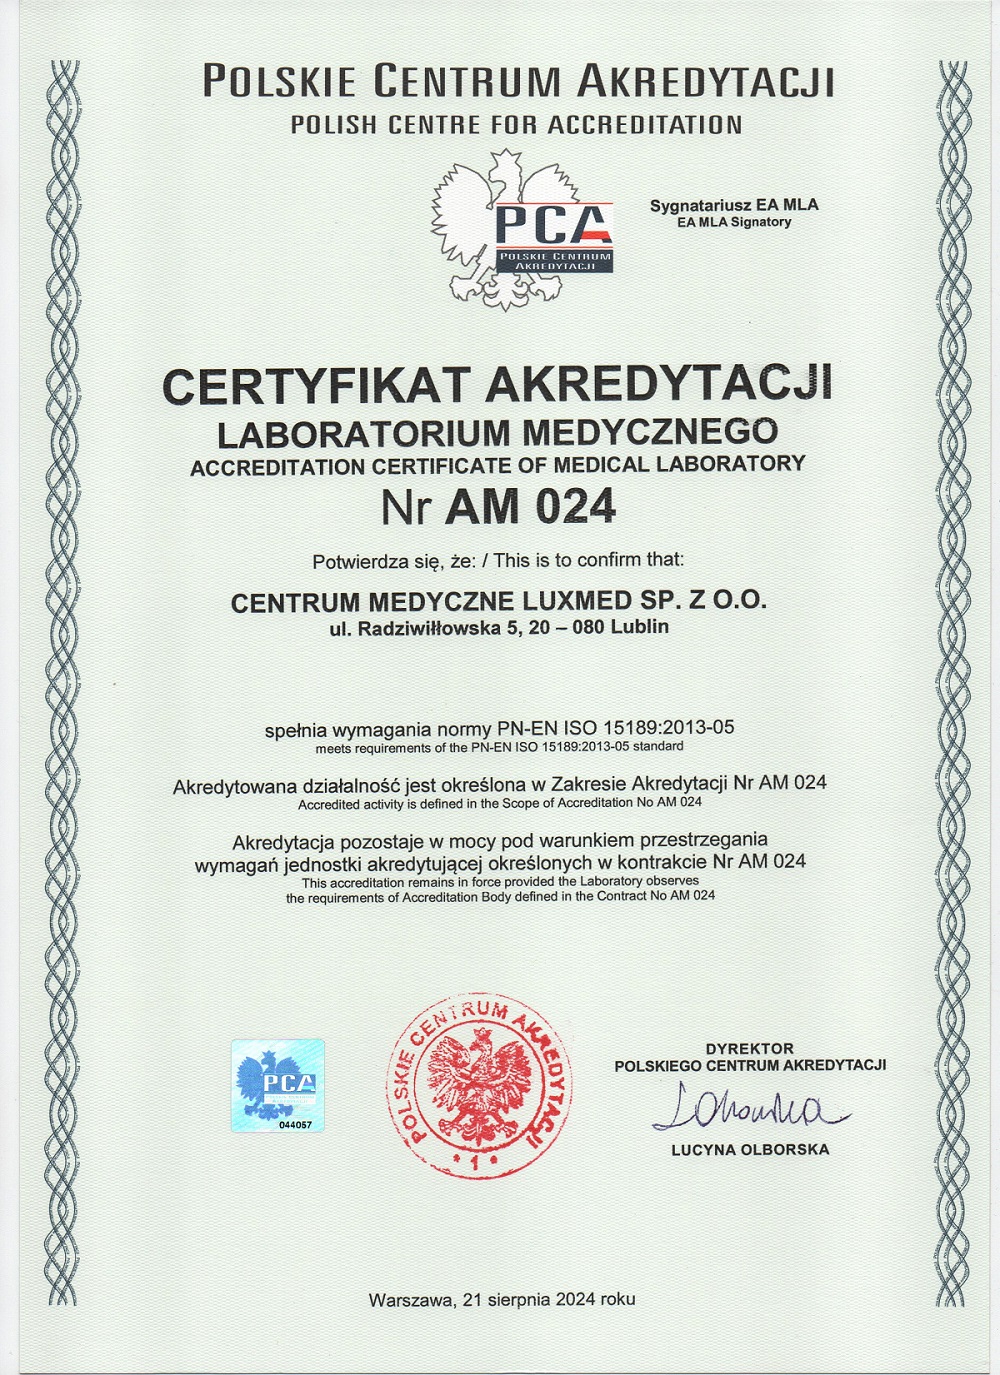 POLSKIE CENTRUM AKREDYTACJI
POLISH CENTRE FOR ACCREDITATION
PCA
POLSKIE CENTRUM
AKREDYTACJI
Sygnatariusz EA MLA
EA MLA Signatory
CERTYFIKAT AKREDYTACJI
LABORATORIUM MEDYCZNEGO
ACCREDITATION CERTIFICATE OF MEDICAL LABORATORY
Nr AM 024
Potwierdza się, że: / This is to confirm that:
CENTRUM MEDYCZNE LUXMED SP. Z O.O.
ul. Radziwiłłowska 5, 20 – 080 Lublin
spełnia wymagania normy PN-EN ISO 15189:2013-05
meets requirements of the PN-EN ISO 15189:2013-05 standard
Akredytowana działalność jest określona w Zakresie Akredytacji Nr AM 024
Accredited activity is defined in the Scope of Accreditation No AM 024
Akredytacja pozostaje w mocy pod warunkiem przestrzegania
wymagań jednostki akredytującej określonych w kontrakcie Nr AM 024
This accreditation remains in force provided the Laboratory observes
the requirements of Accreditation Body defined in the Contract No AM 024
PCA
044057
POLSKIE CENTRUM AKREDYTACJI
* 1 *
DYREKTOR
POLSKIEGO CENTRUM AKREDYTACJI
LUCYNA OLBORSKA
Warszawa, 21 sierpnia 2024 roku